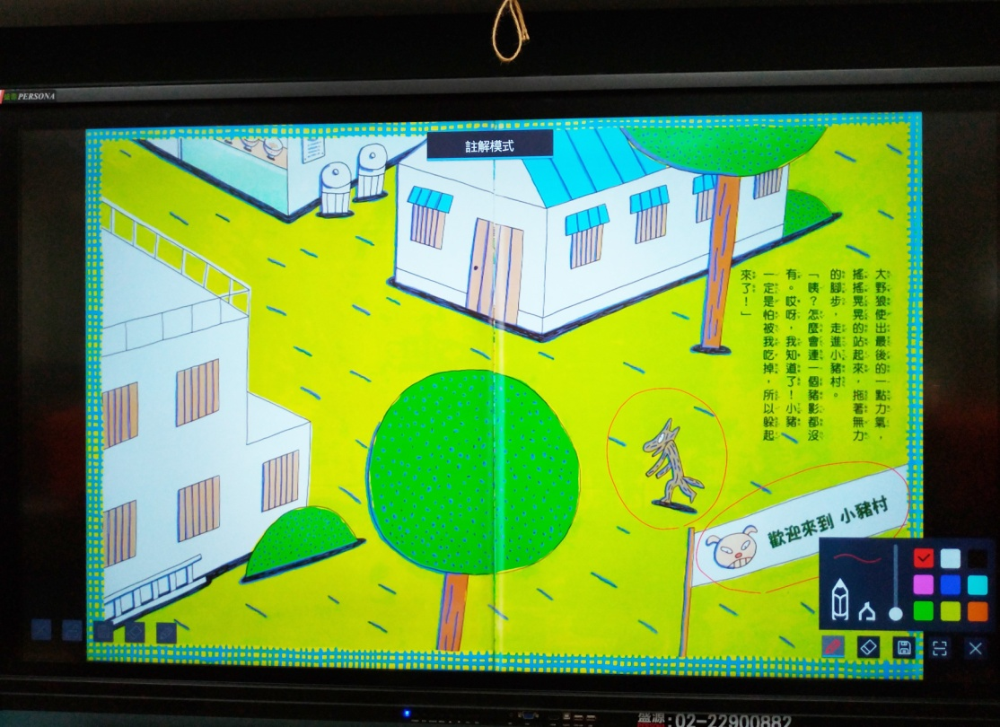 PERSONA
註解模式
大野狼使出最後的一點力氣，
搖搖晃晃的站起來，拖著無力
的腳步，走進小豬村。
「咦？怎麼會連一個豬影都沒
有。哎呀，我知道了！小豬
一定是怕被我吃掉，所以躲起
來了！」
歡迎來到 小豬村
盛源:02-22900882